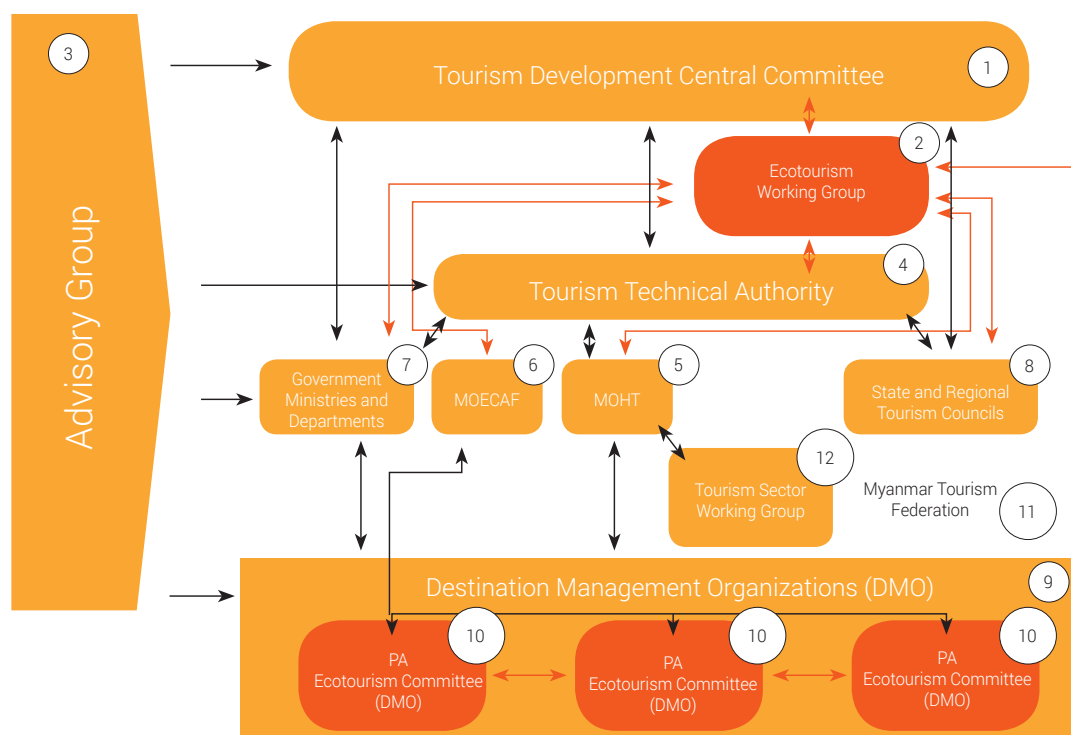 3
Advisory Group
Tourism Development Central Committee
1
2
Ecotourism
Working Group
4
Tourism Technical Authority
7
Government
Ministries and
Departments
6
MOECAF
5
MOHT
8
State and Regional
Tourism Councils
12
Tourism Sector
Working Group
Myanmar Tourism
Federation
11
Destination Management Organizations (DMO)
9
10
PA
Ecotourism Committee
(DMO)
10
PA
Ecotourism Committee
(DMO)
10
PA
Ecotourism Committee
(DMO)